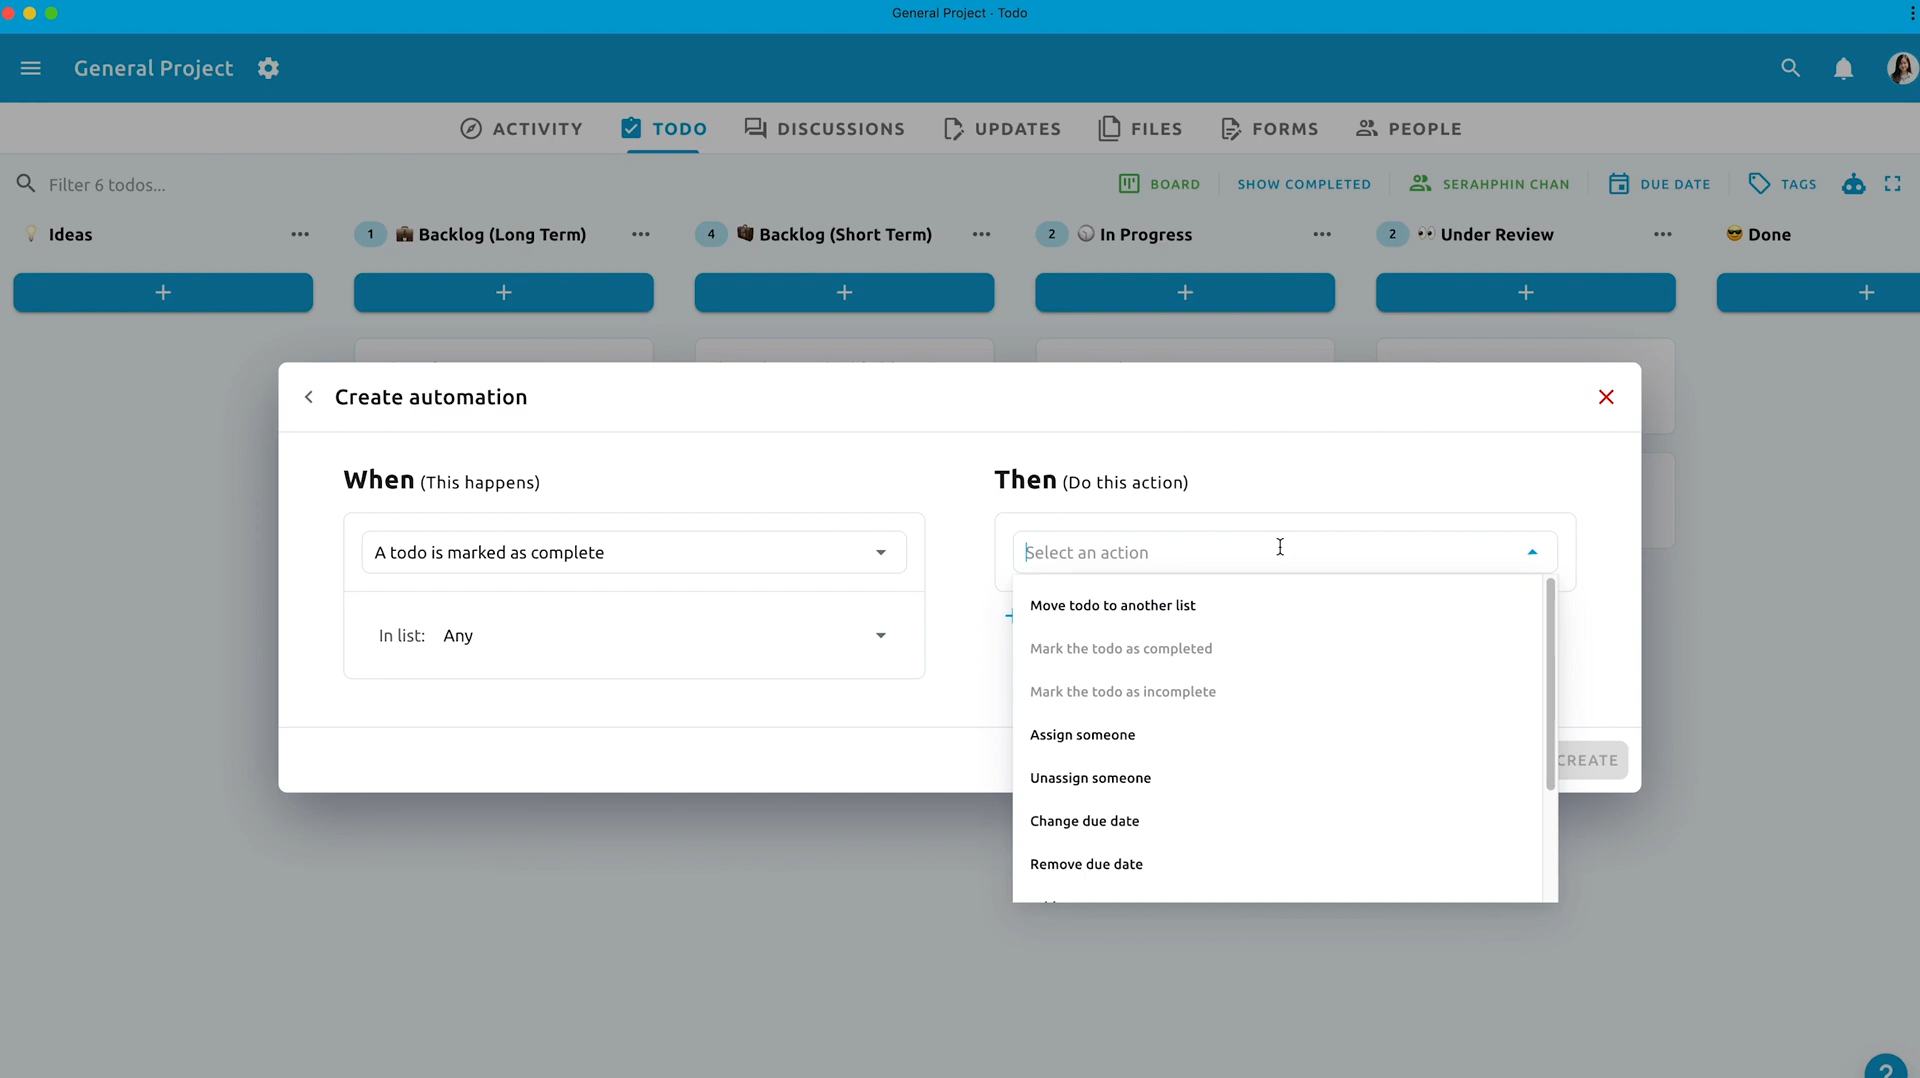 General Project · Todo
General Project
ACTIVITY
TODO
DISCUSSIONS
UPDATES
FILES
FORMS
PEOPLE
Filter 6 todos...
BOARD
SHOW COMPLETED
SERAHPHIN CHAN
DUE DATE
TAGS
Ideas
1 Backlog (Long Term)
4 Backlog (Short Term)
2 In Progress
2 Under Review
Done
Create automation
When (This happens)
A todo is marked as complete
In list: Any
Then (Do this action)
Select an action
Move todo to another list
Mark the todo as completed
Mark the todo as incomplete
Assign someone
Unassign someone
Change due date
Remove due date
CREATE
?